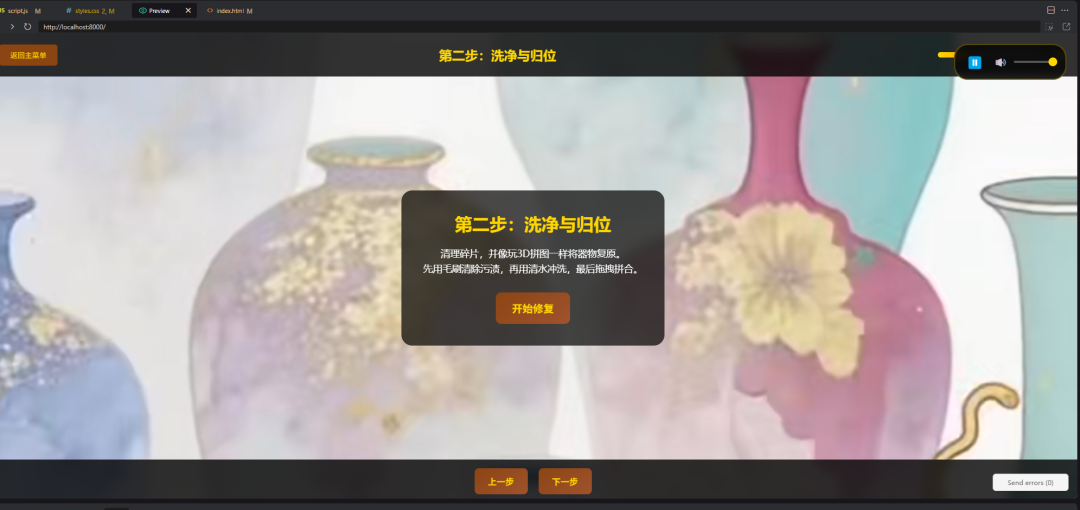 JS script.js M
# styles.css 2, M
Preview
index.html M
http://localhost:8000/
返回主菜单
第二步：洗净与归位
第二步：洗净与归位
清理碎片，并像玩3D拼图一样将器物复原。
先用毛刷清除污渍，再用清水冲洗，最后拖拽拼合。
开始修复
上一步
下一步
Send errors (0)